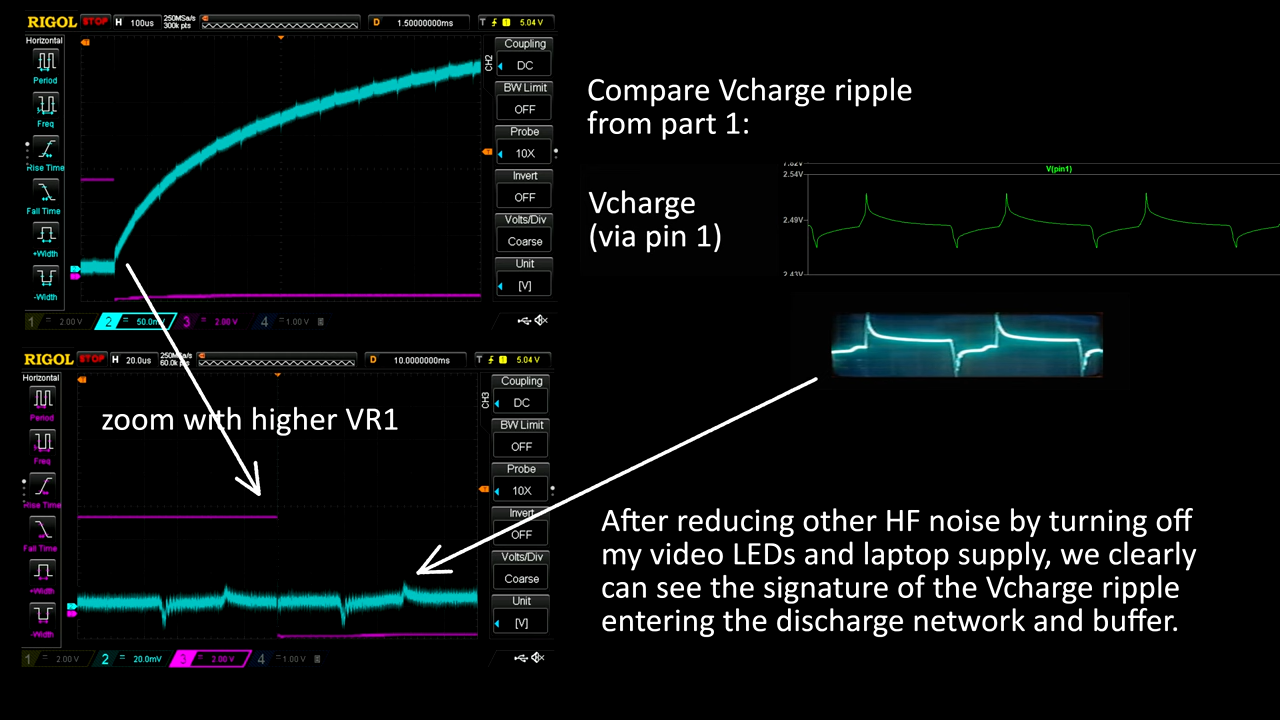 RIGOL STOP H 100us 250MSa/s 300k pts D 1.50000000ms T 1 5.04 V
Horizontal
Period
Freq
Rise Time
Fall Time
+Width
-Width
CH2
Coupling
DC
BW Limit
OFF
Probe
10X
Invert
OFF
Volts/Div
Coarse
Unit
[V]
1 = 2.00 V 2 = 50.0mV 3 = 2.00 V 4 = 1.00 V
Compare Vcharge ripple
from part 1:
Vcharge
(via pin 1)
V(pin1)
2.54V
2.49V
2.43V
RIGOL STOP H 20.0us 250MSa/s 60.0k pts D 10.0000000ms T 1 5.04 V
Horizontal
Period
Freq
Rise Time
Fall Time
+Width
-Width
zoom with higher VR1
CH3
Coupling
DC
BW Limit
OFF
Probe
10X
Invert
OFF
Volts/Div
Coarse
Unit
[V]
1 = 2.00 V 2 = 20.0mV 3 = 2.00 V 4 = 1.00 V
After reducing other HF noise by turning off
my video LEDs and laptop supply, we clearly
can see the signature of the Vcharge ripple
entering the discharge network and buffer.